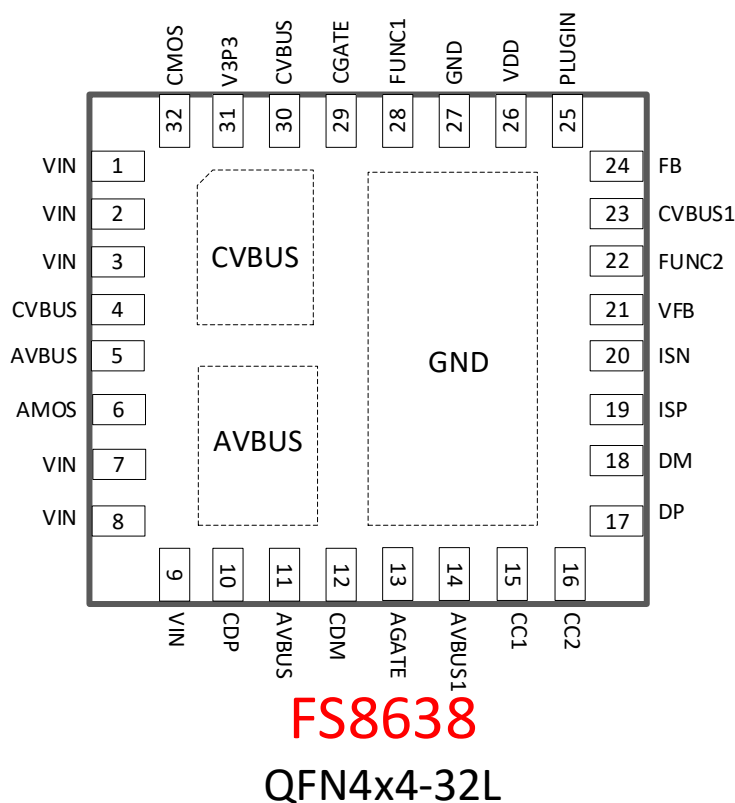 CMOS V3P3 CVBUS CGATE FUNC1 GND VDD PLUGIN
32 31 30 29 28 27 26 25
VIN 1 24 FB
VIN 2 23 CVBUS1
VIN 3 22 FUNC2
CVBUS
CVBUS 4 21 VFB
AVBUS 5 20 ISN
GND
AMOS 6 19 ISP
AVBUS
VIN 7 18 DM
VIN 8 17 DP
9 10 11 12 13 14 15 16
VIN CDP AVBUS CDM AGATE AVBUS1 CC1 CC2
FS8638
QFN4x4-32L